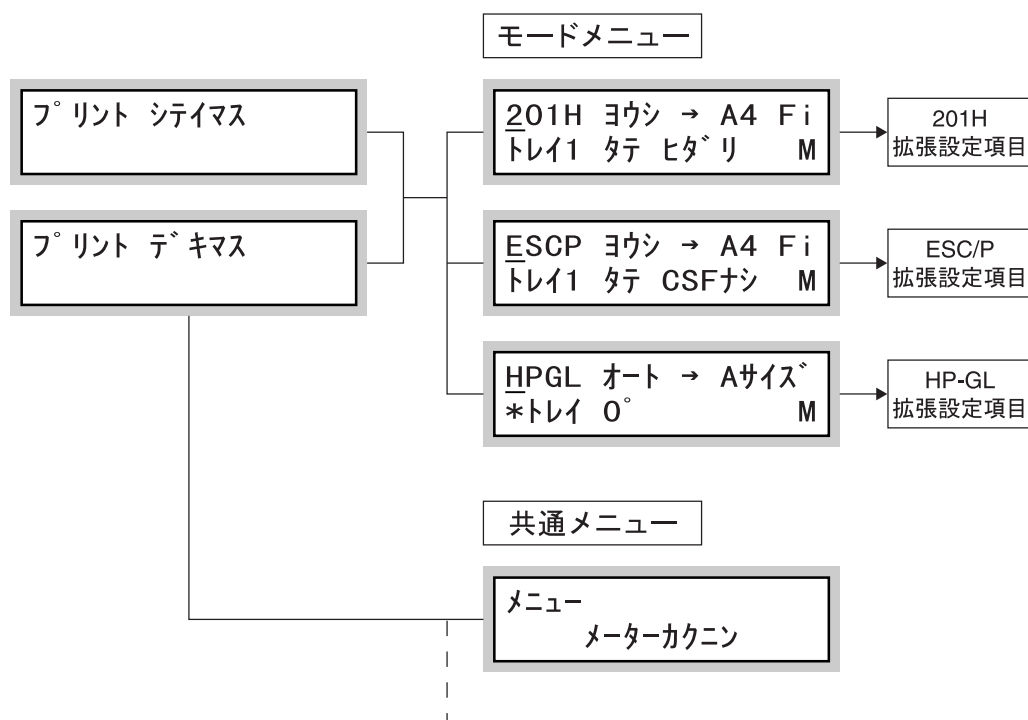 モードメニュー
プリント シテイマス
201H ヨウシ → A4 Fi
トレイ1 タテ ヒダリ M
201H
拡張設定項目
プリント デキマス
ESCP ヨウシ → A4 Fi
トレイ1 タテ CSFナシ M
ESC/P
拡張設定項目
HPGL オート → Aサイズ
*トレイ 0° M
HP-GL
拡張設定項目
共通メニュー
メニュー
メーターカクニン